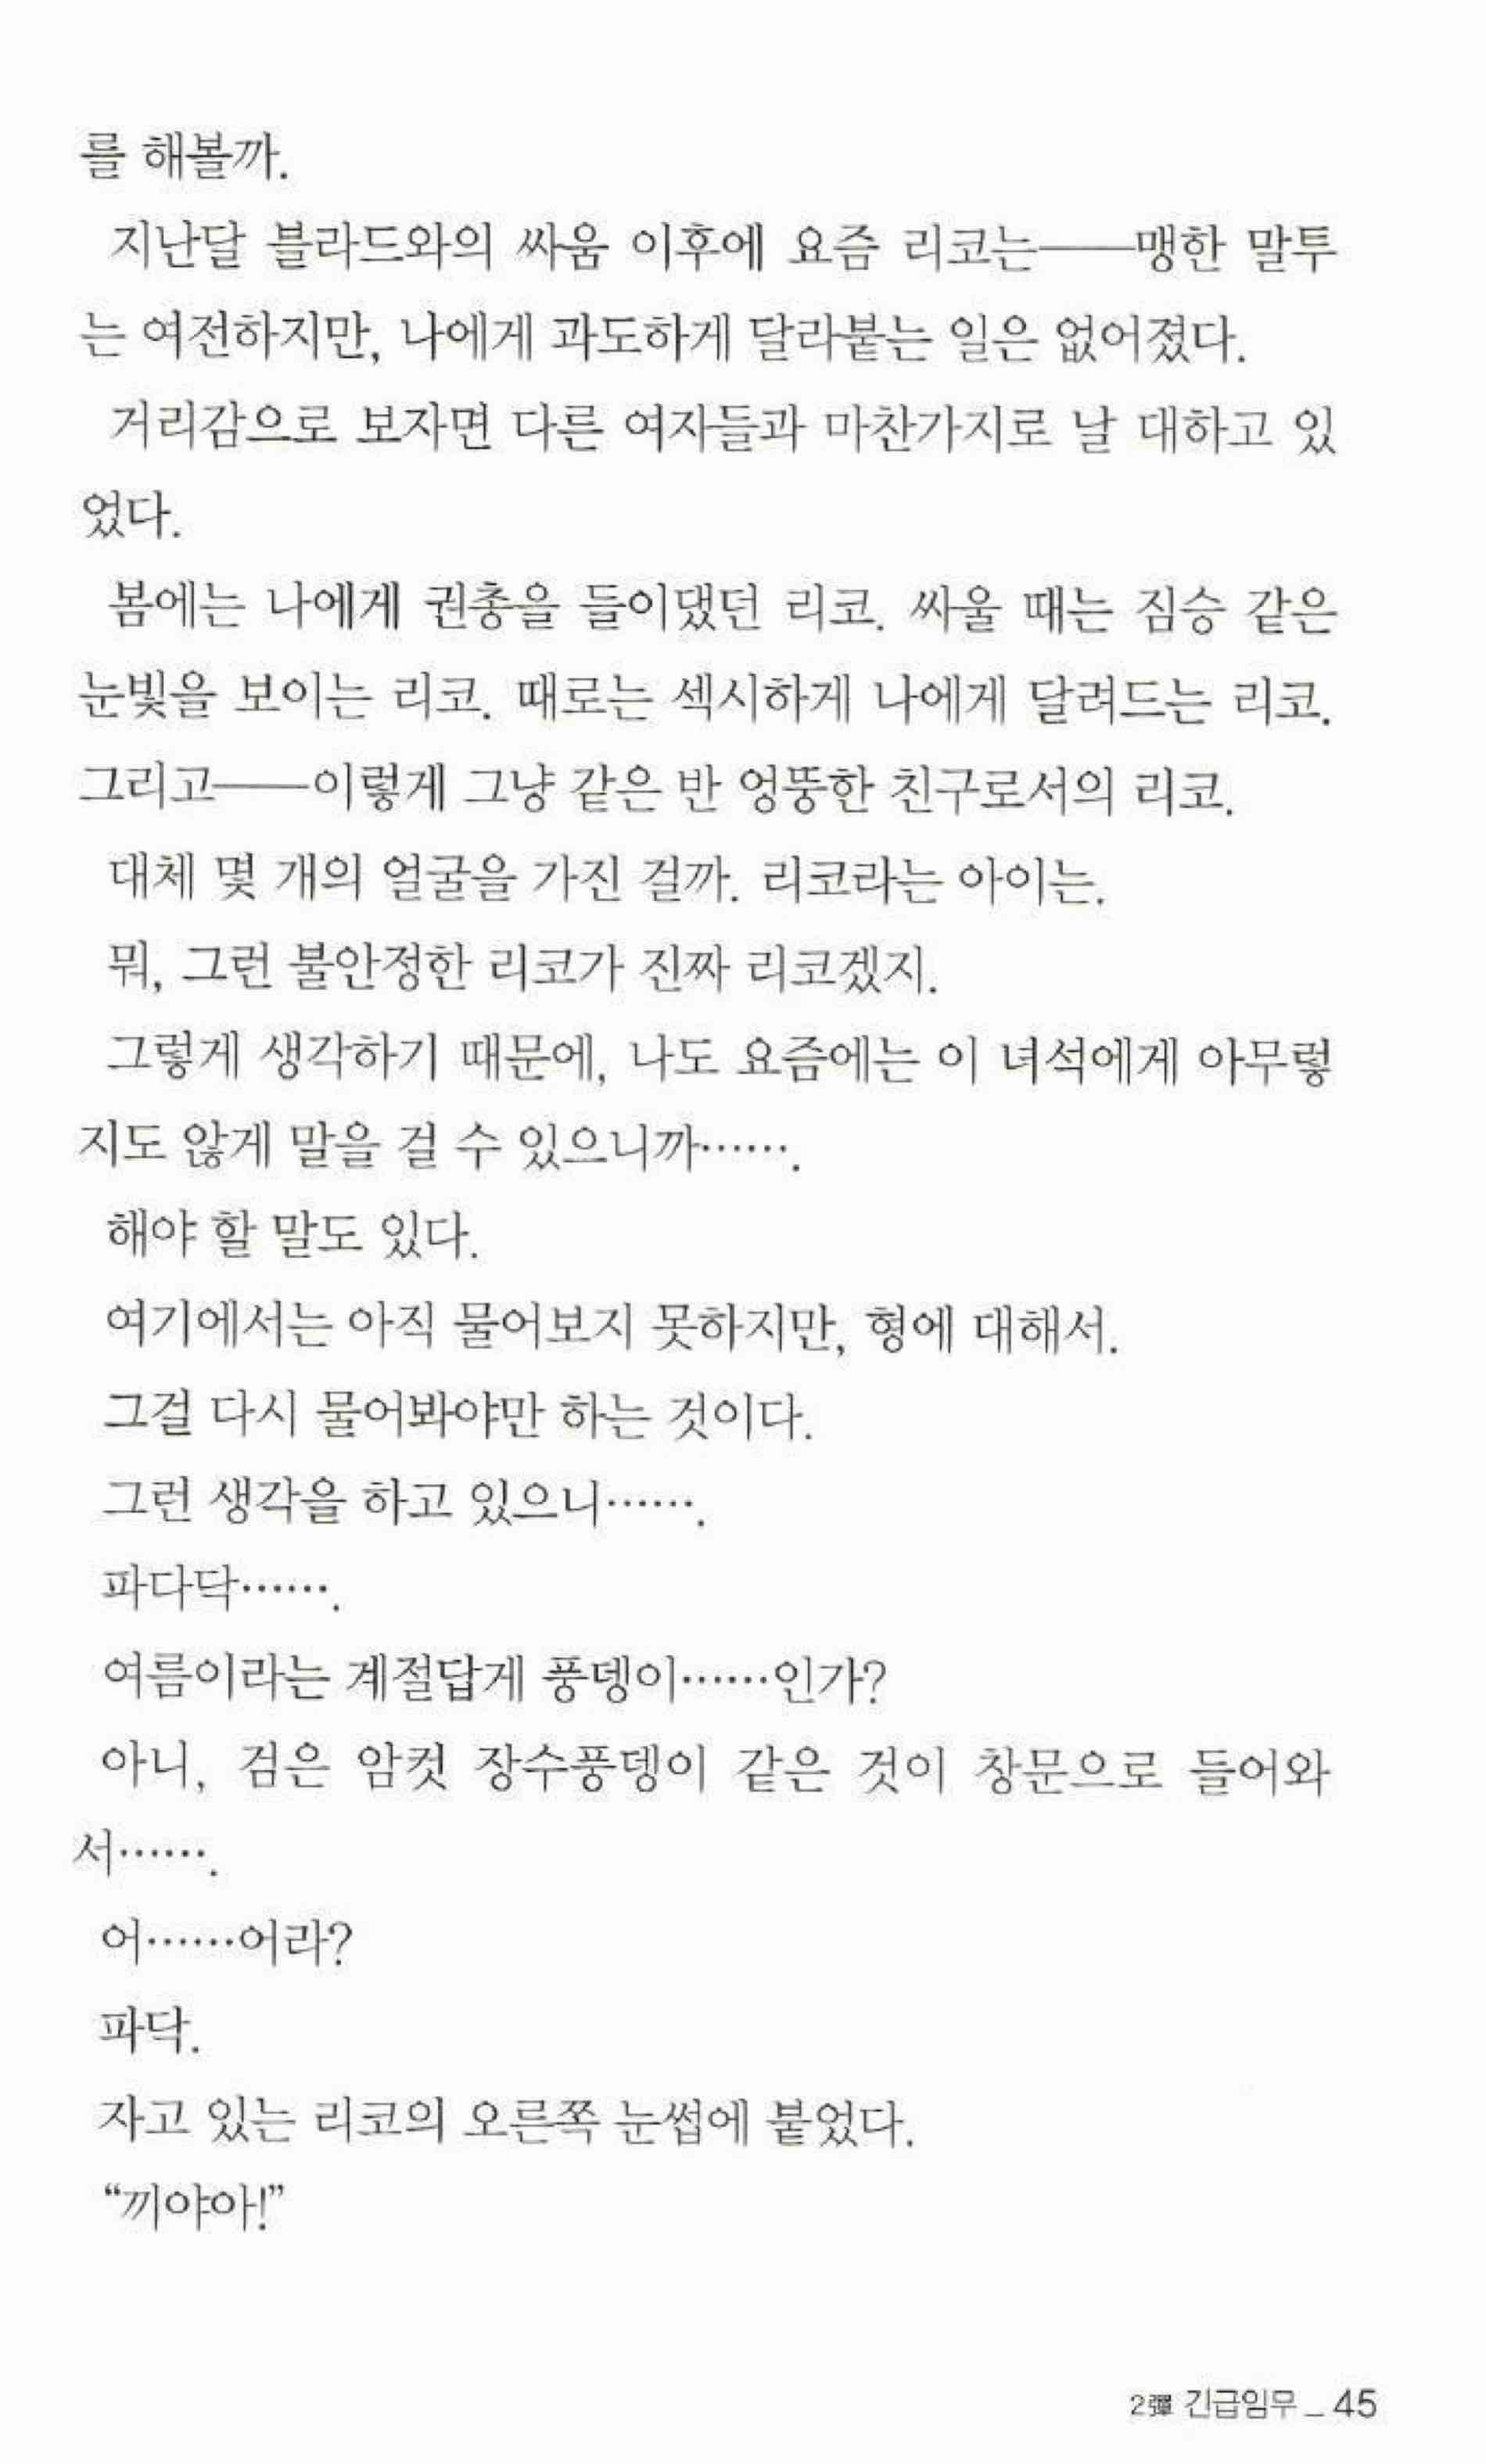 를 해볼까.
지난달 블라드와의 싸움 이후에 요즘 리코는──맹한 말투
는 여전하지만, 나에게 과도하게 달라붙는 일은 없어졌다.
거리감으로 보자면 다른 여자들과 마찬가지로 날 대하고 있
었다.
봄에는 나에게 권총을 들이댔던 리코. 싸울 때는 짐승 같은
눈빛을 보이는 리코. 때로는 섹시하게 나에게 달려드는 리코.
그리고──이렇게 그냥 같은 반 엉뚱한 친구로서의 리코.
대체 몇 개의 얼굴을 가진 걸까. 리코라는 아이는.
뭐, 그런 불안정한 리코가 진짜 리코겠지.
그렇게 생각하기 때문에, 나도 요즘에는 이 녀석에게 아무렇
지도 않게 말을 걸 수 있으니까…….
해야 할 말도 있다.
여기에서는 아직 물어보지 못하지만, 형에 대해서.
그걸 다시 물어봐야만 하는 것이다.
그런 생각을 하고 있으니…….
파다닥…….
여름이라는 계절답게 풍뎅이……인가?
아니, 검은 암컷 장수풍뎅이 같은 것이 창문으로 들어와
서…….
어……어라?
파닥.
자고 있는 리코의 오른쪽 눈썹에 붙었다.
“끼야아!”
2彈 긴급임무 _ 45